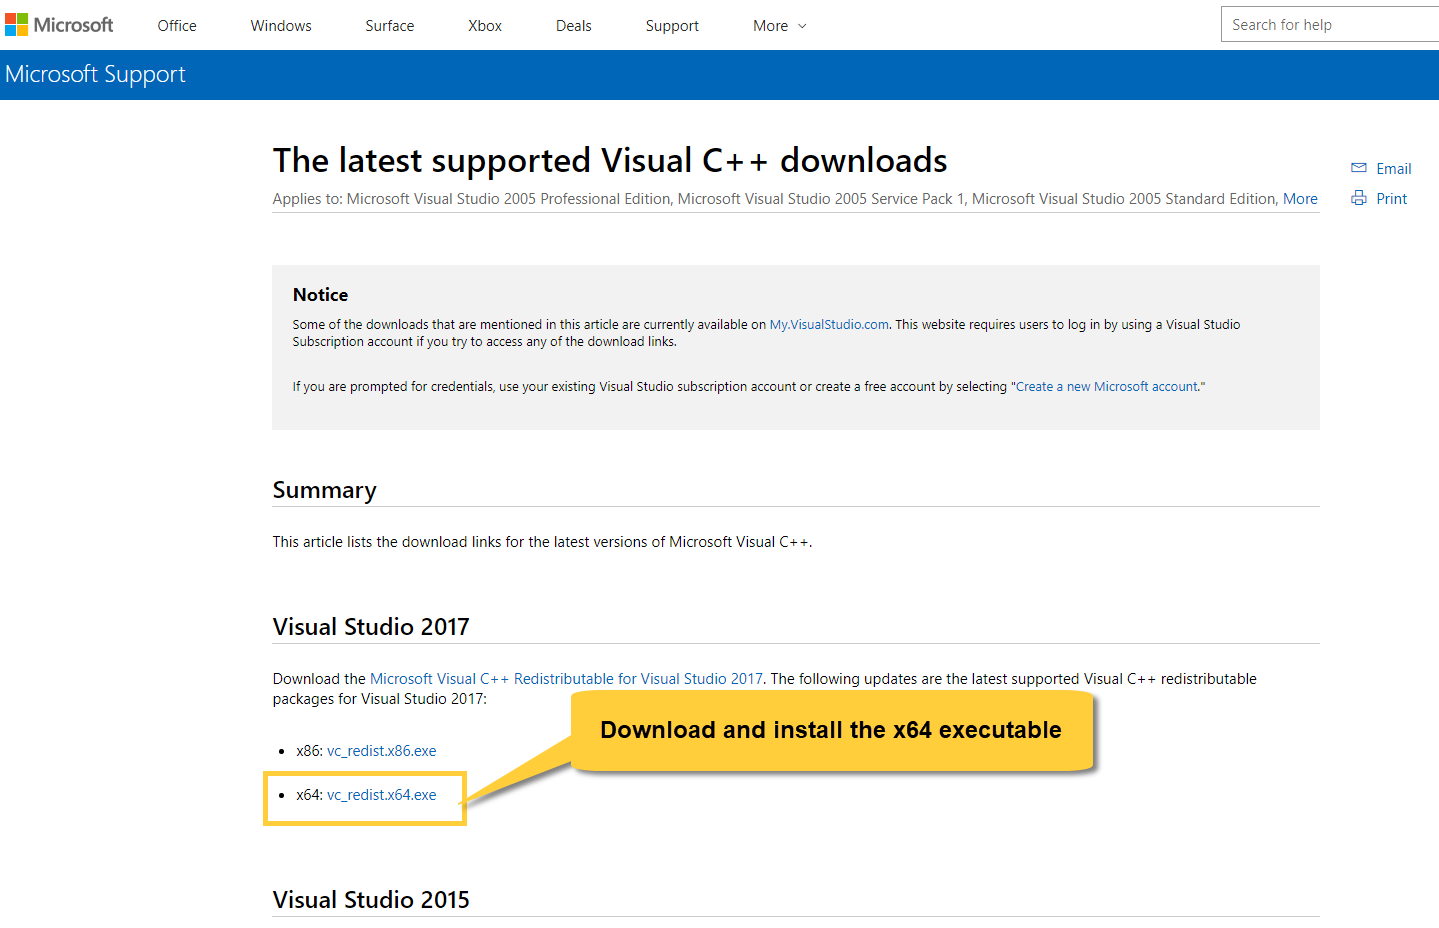 Microsoft Office Windows Surface Xbox Deals Support More Search for help
Microsoft Support
The latest supported Visual C++ downloads
Email
Applies to: Microsoft Visual Studio 2005 Professional Edition, Microsoft Visual Studio 2005 Service Pack 1, Microsoft Visual Studio 2005 Standard Edition, More
Print
Notice
Some of the downloads that are mentioned in this article are currently available on My.VisualStudio.com. This website requires users to log in by using a Visual Studio
Subscription account if you try to access any of the download links.
If you are prompted for credentials, use your existing Visual Studio subscription account or create a free account by selecting "Create a new Microsoft account."
Summary
This article lists the download links for the latest versions of Microsoft Visual C++.
Visual Studio 2017
Download the Microsoft Visual C++ Redistributable for Visual Studio 2017. The following updates are the latest supported Visual C++ redistributable
packages for Visual Studio 2017:
Download and install the x64 executable
• x86: vc_redist.x86.exe
• x64: vc_redist.x64.exe
Visual Studio 2015